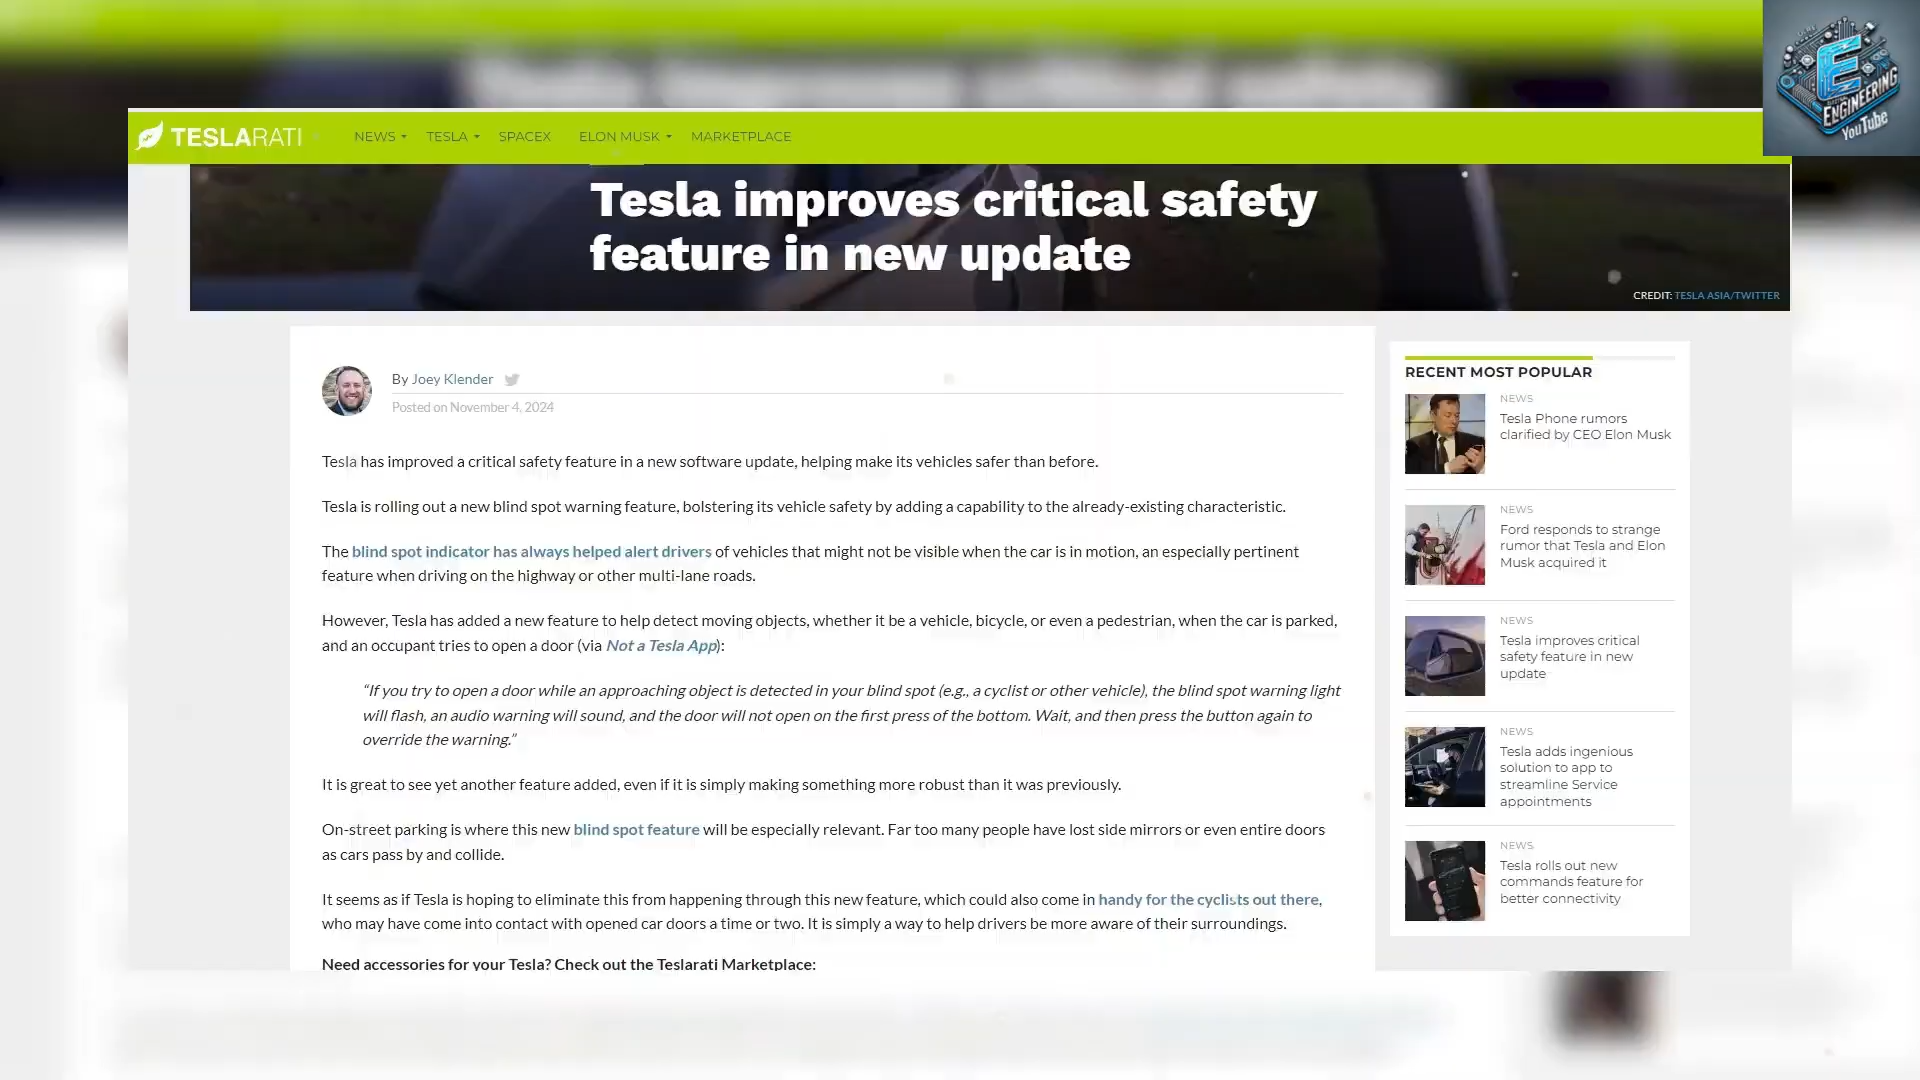 ENGINEERING
YouTube
TESLARATI
NEWS
TESLA
SPACEX
ELON MUSK
MARKETPLACE
Tesla improves critical safety
feature in new update
CREDIT: TESLA ASIA/TWITTER
By Joey Klender
Posted on November 4, 2024
Tesla has improved a critical safety feature in a new software update, helping make its vehicles safer than before.
Tesla is rolling out a new blind spot warning feature, bolstering its vehicle safety by adding a capability to the already-existing characteristic.
The blind spot indicator has always helped alert drivers of vehicles that might not be visible when the car is in motion, an especially pertinent
feature when driving on the highway or other multi-lane roads.
However, Tesla has added a new feature to help detect moving objects, whether it be a vehicle, bicycle, or even a pedestrian, when the car is parked,
and an occupant tries to open a door (via Not a Tesla App):
“If you try to open a door while an approaching object is detected in your blind spot (e.g., a cyclist or other vehicle), the blind spot warning light
will flash, an audio warning will sound, and the door will not open on the first press of the bottom. Wait, and then press the button again to
override the warning.”
It is great to see yet another feature added, even if it is simply making something more robust than it was previously.
On-street parking is where this new blind spot feature will be especially relevant. Far too many people have lost side mirrors or even entire doors
as cars pass by and collide.
It seems as if Tesla is hoping to eliminate this from happening through this new feature, which could also come in handy for the cyclists out there,
who may have come into contact with opened car doors a time or two. It is simply a way to help drivers be more aware of their surroundings.
Need accessories for your Tesla? Check out the Teslarati Marketplace:
RECENT MOST POPULAR
NEWS
Tesla Phone rumors
clarified by CEO Elon Musk
NEWS
Ford responds to strange
rumor that Tesla and Elon
Musk acquired it
NEWS
Tesla improves critical
safety feature in new
update
NEWS
Tesla adds ingenious
solution to app to
streamline Service
appointments
NEWS
Tesla rolls out new
commands feature for
better connectivity